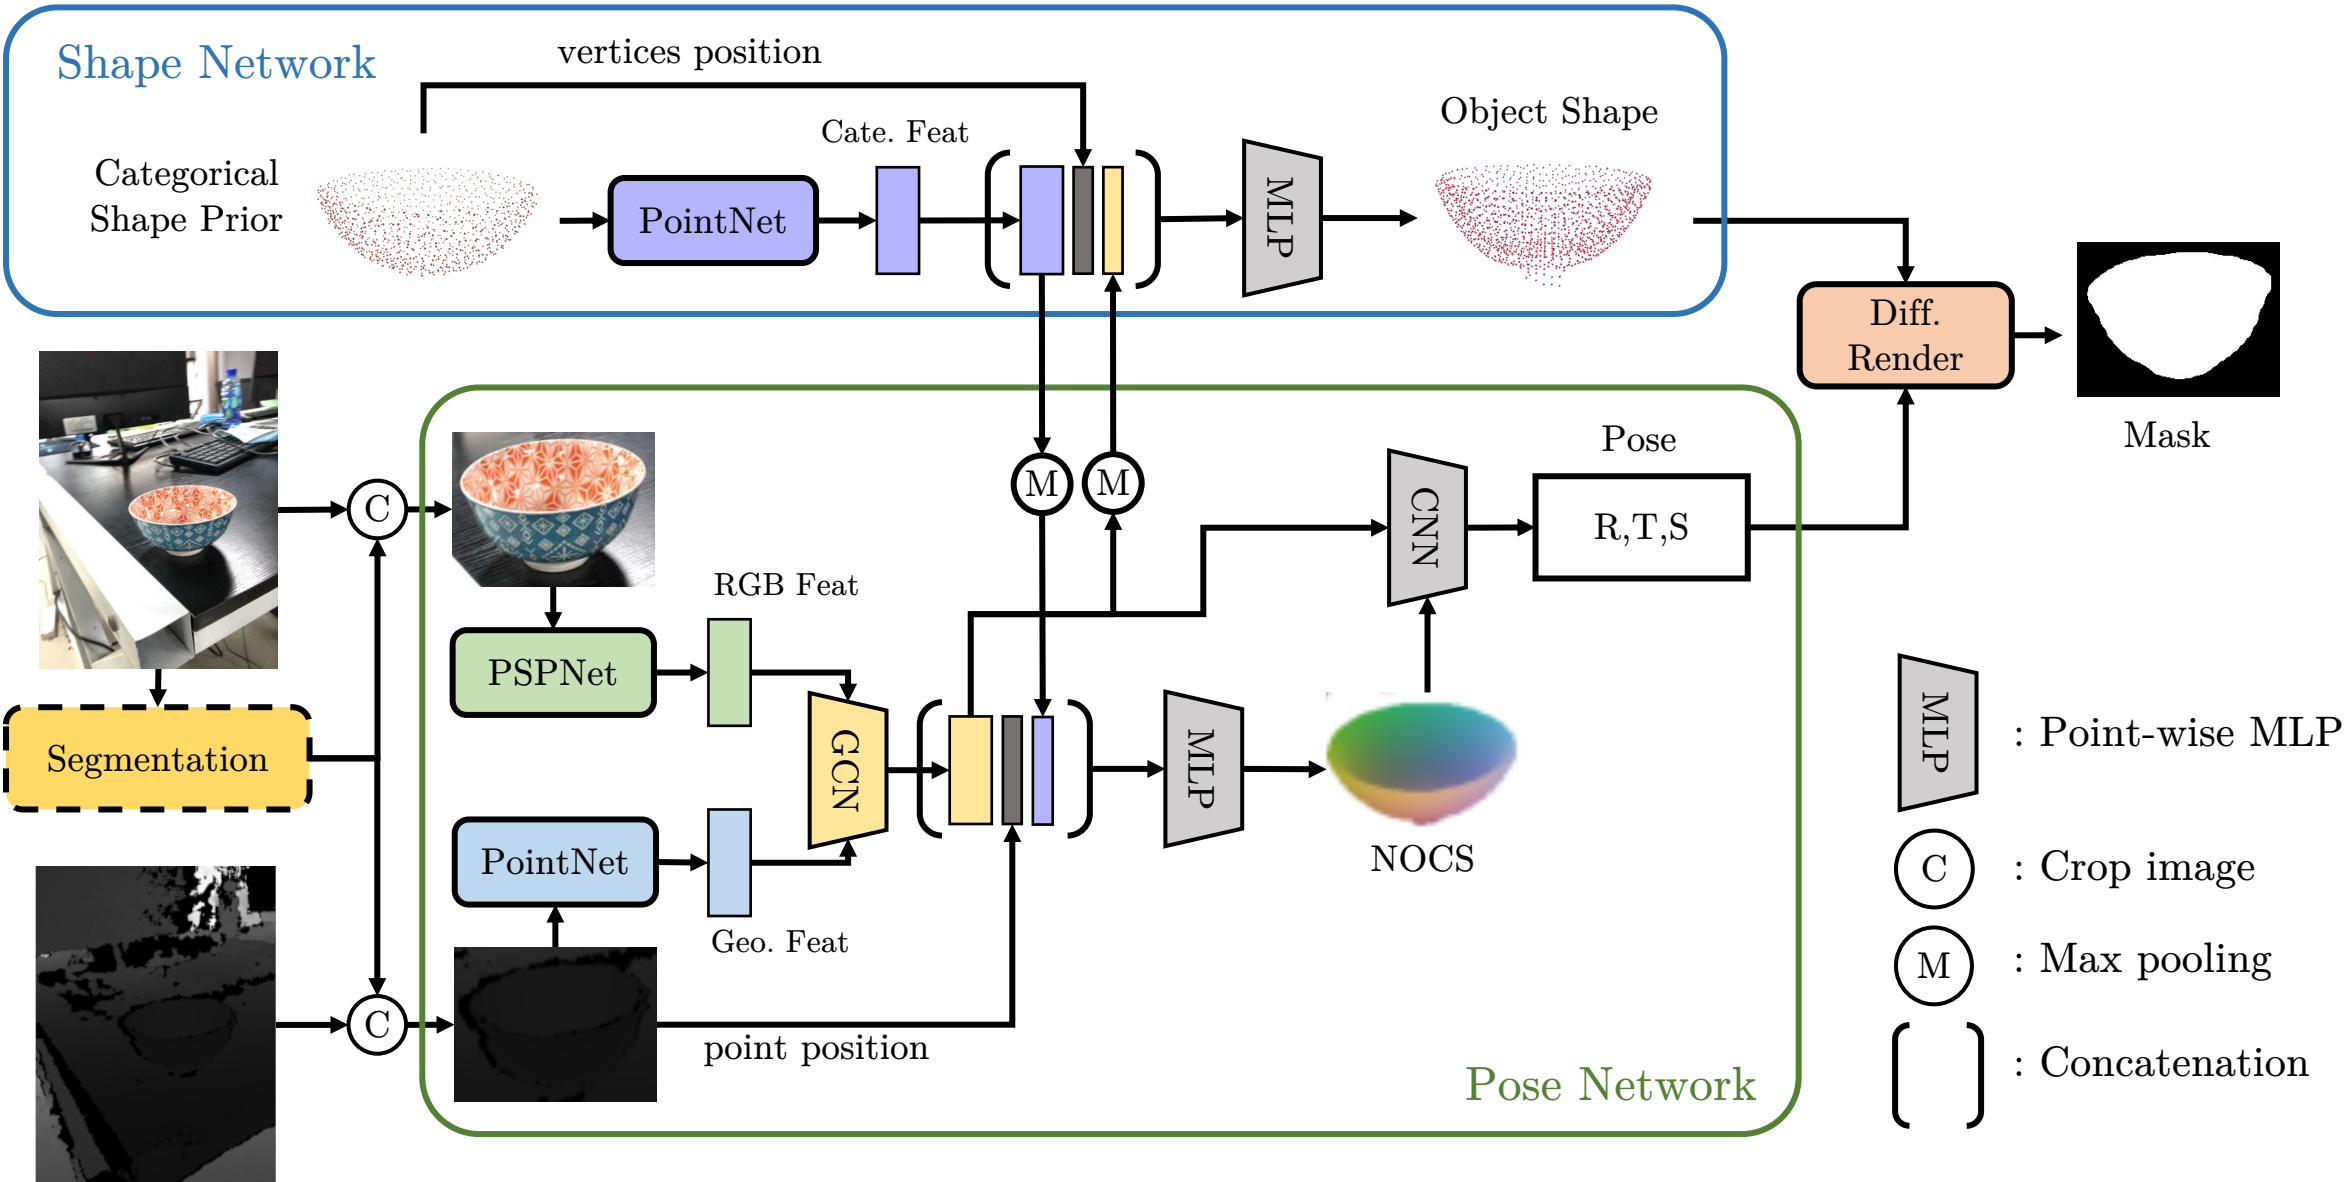 Shape Network
vertices position
Cate. Feat
Object Shape
Categorical
Shape Prior
PointNet
MLP
Diff.
Render
Mask
C
M
M
Pose
CNN
R,T,S
RGB Feat
PSPNet
GCN
MLP
NOCS
Segmentation
PointNet
Geo. Feat
C
point position
Pose Network
MLP
: Point-wise MLP
C
: Crop image
M
: Max pooling
: Concatenation